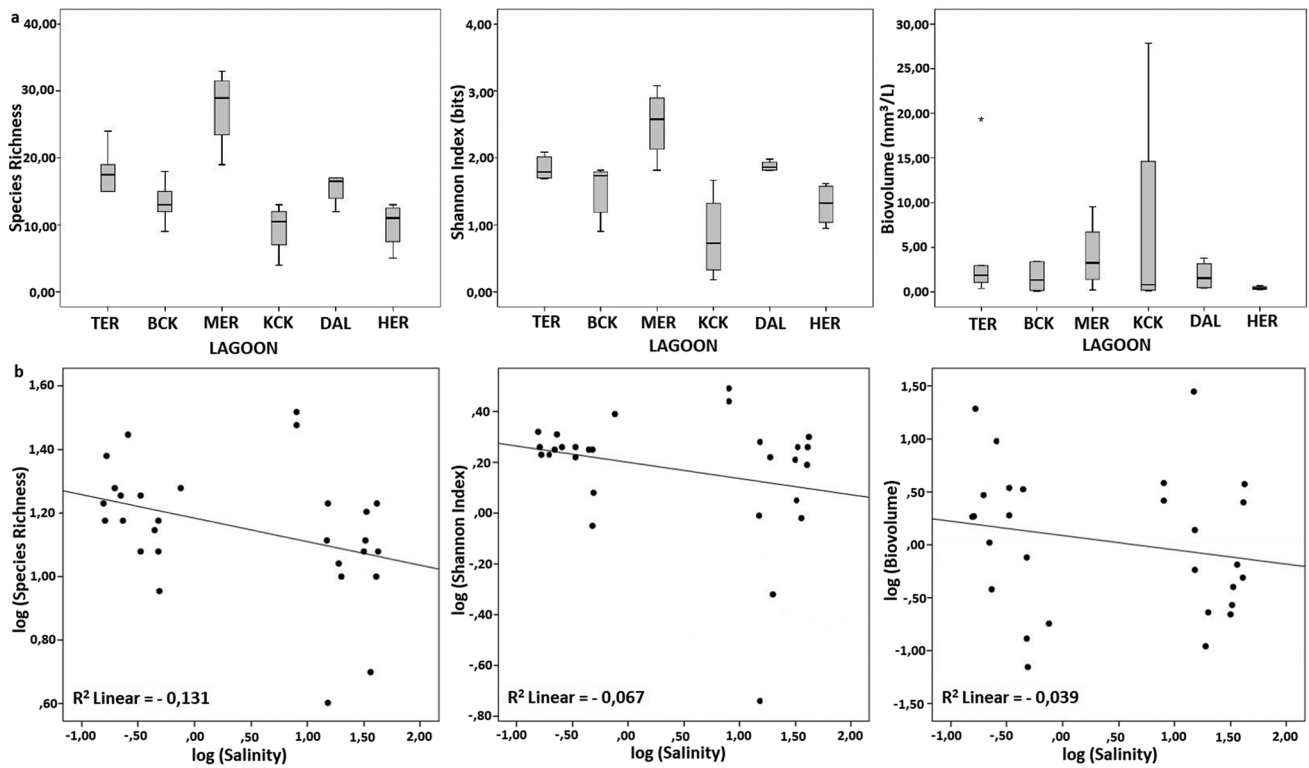 a
Species Richness
40,00
30,00
20,00
10,00
0,00
TER BCK MER KCK DAL HER
LAGOON
Shannon Index (bits)
4,00
3,00
2,00
1,00
0,00
TER BCK MER KCK DAL HER
LAGOON
Biovolume (mm³/L)
30,00
25,00
20,00
15,00
10,00
5,00
0,00
*
TER BCK MER KCK DAL HER
LAGOON
b
log (Species Richness)
1,60
1,40
1,20
1,00
0,80
,60
R² Linear = - 0,131
-1,00 -,50 ,00 ,50 1,00 1,50 2,00
log (Salinity)
log (Shannon Index)
,40
,20
,00
-,20
-,40
-,60
-,80
R² Linear = - 0,067
-1,00 -,50 ,00 ,50 1,00 1,50 2,00
log (Salinity)
log (Biovolume)
1,50
1,00
,50
,00
-,50
-1,00
-1,50
R² Linear = - 0,039
-1,00 -,50 ,00 ,50 1,00 1,50 2,00
log (Salinity)